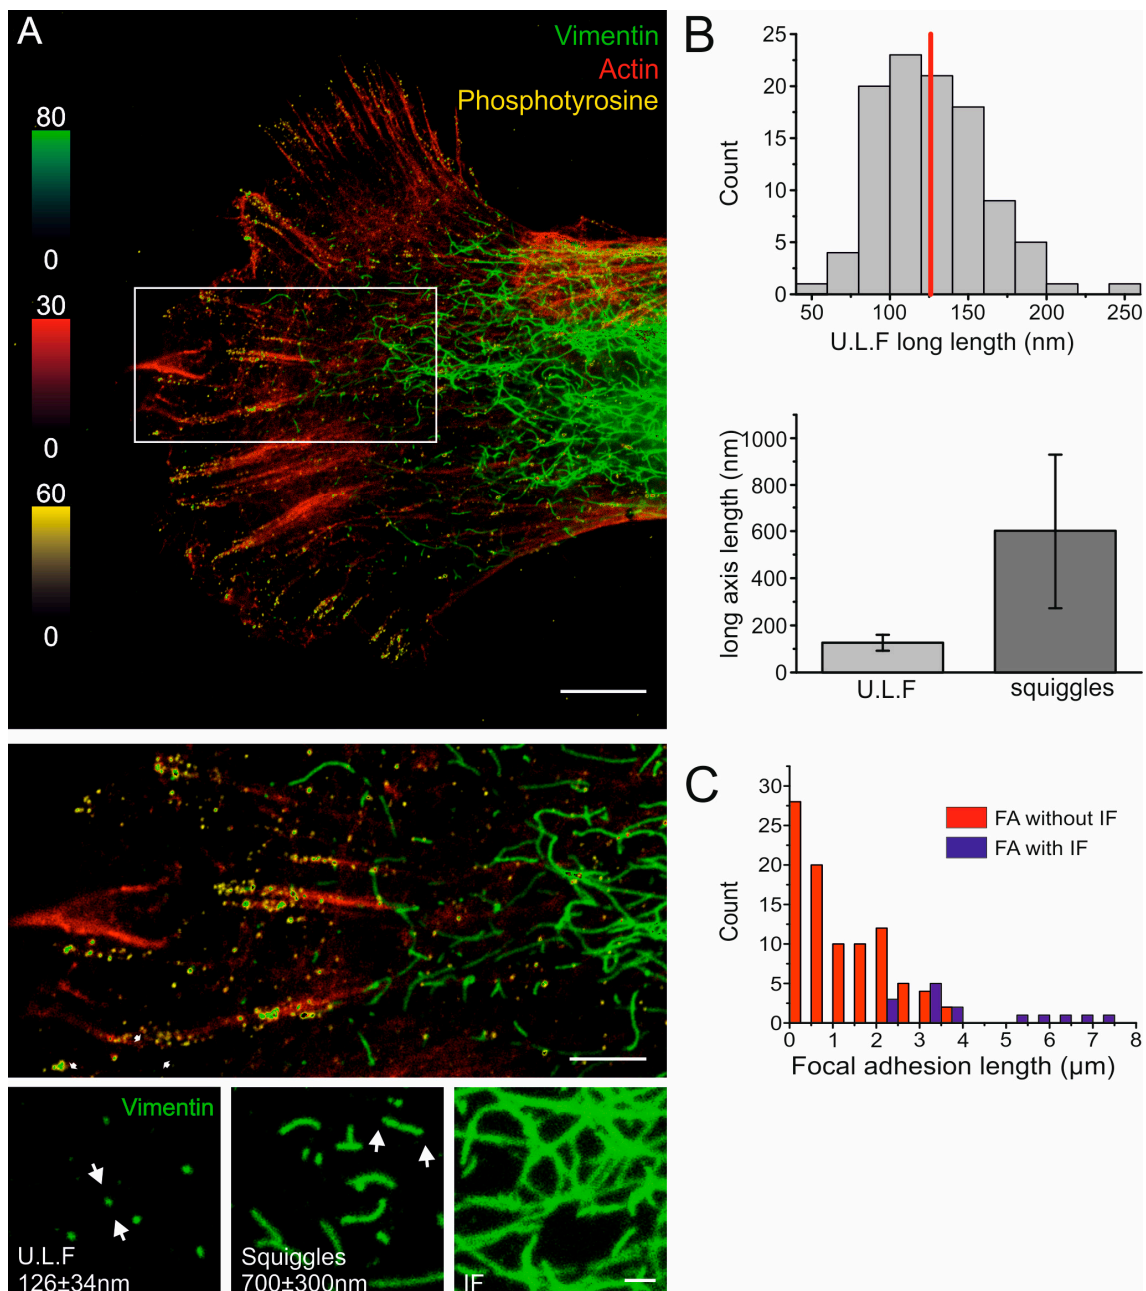 A
Vimentin
Actin
Phosphotyrosine
80
0
30
0
60
0
Vimentin
U.L.F
126±34nm
Squiggles
700±300nm
IF
B
25
20
15
10
5
0
Count
50 100 150 200 250
U.L.F long length (nm)
1000
800
600
400
200
0
long axis length (nm)
U.L.F squiggles
C
30
25
20
15
10
5
0
Count
FA without IF
FA with IF
0 1 2 3 4 5 6 7 8
Focal adhesion length (µm)